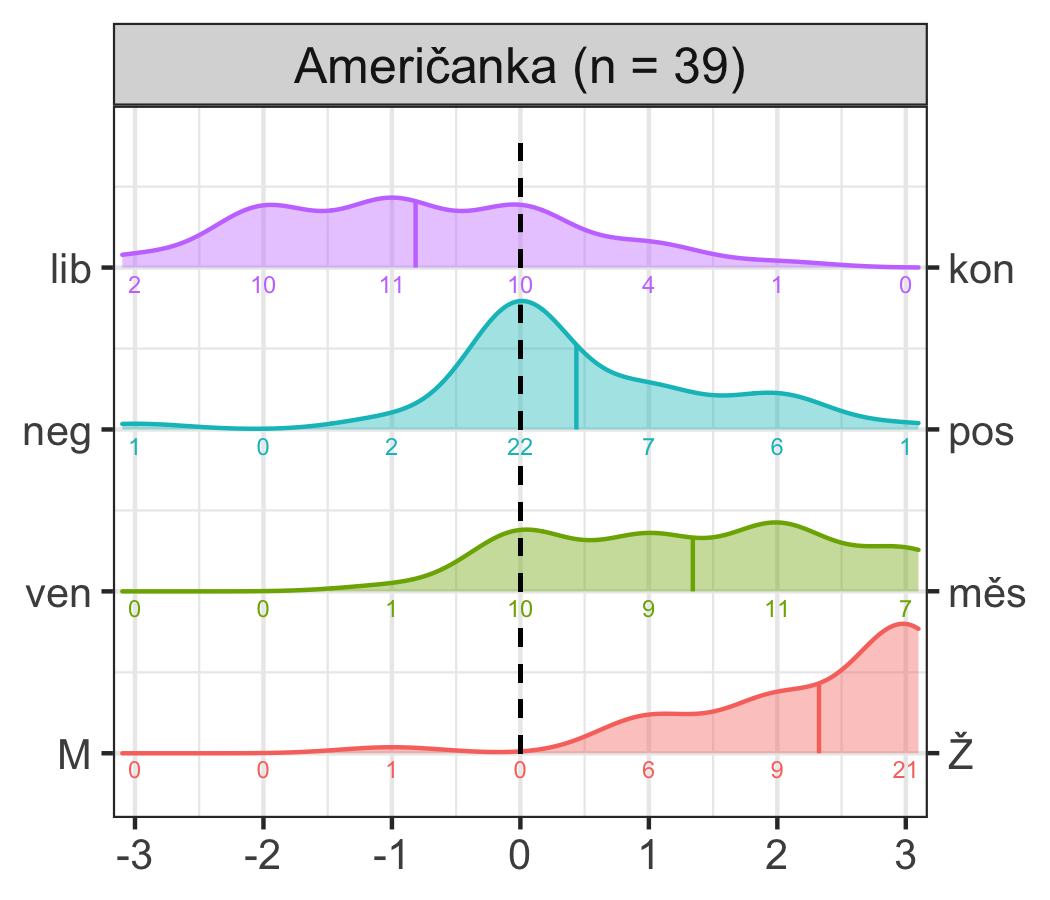 Američanka (n = 39)
lib kon
2 10 11 10 4 1 0
neg pos
1 0 2 22 7 6 1
ven měs
0 0 1 10 9 11 7
M Ž
0 0 1 0 6 9 21
-3 -2 -1 0 1 2 3